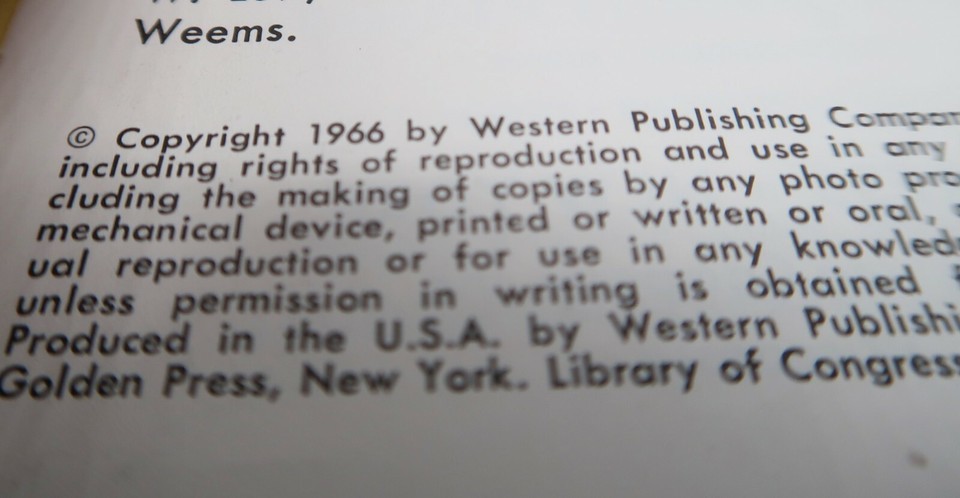 Weems.
© Copyright 1966 by Western Publishing
including rights of reproduction and use in any
cluding the making of copies by any photo
mechanical device, printed or written or oral,
ual reproduction or for use in any
unless permission in writing is obtained
Produced in the U.S.A. by Western
Golden Press, New York. Library of Congress